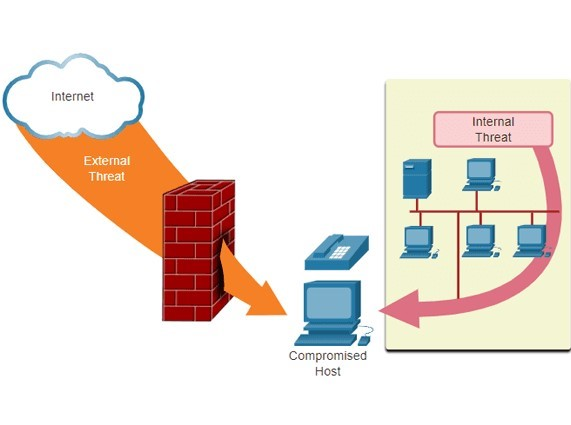 Internet
External
Threat
Internal
Threat
Compromised
Host